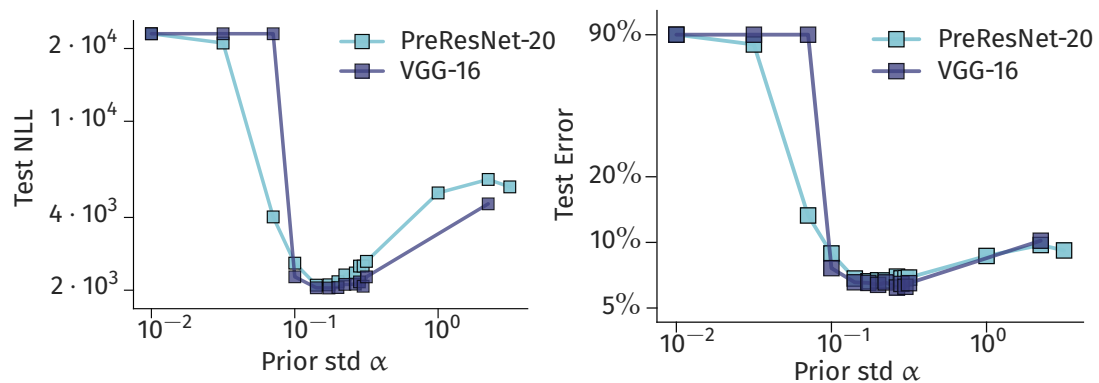 Test NLL
2 · 10⁴
10⁴
4 · 10³
2 · 10³
10⁻²
10⁻¹
10⁰
Prior std α
PreResNet-20
VGG-16
Test Error
90%
20%
10%
5%
10⁻²
10⁻¹
10⁰
Prior std α
PreResNet-20
VGG-16